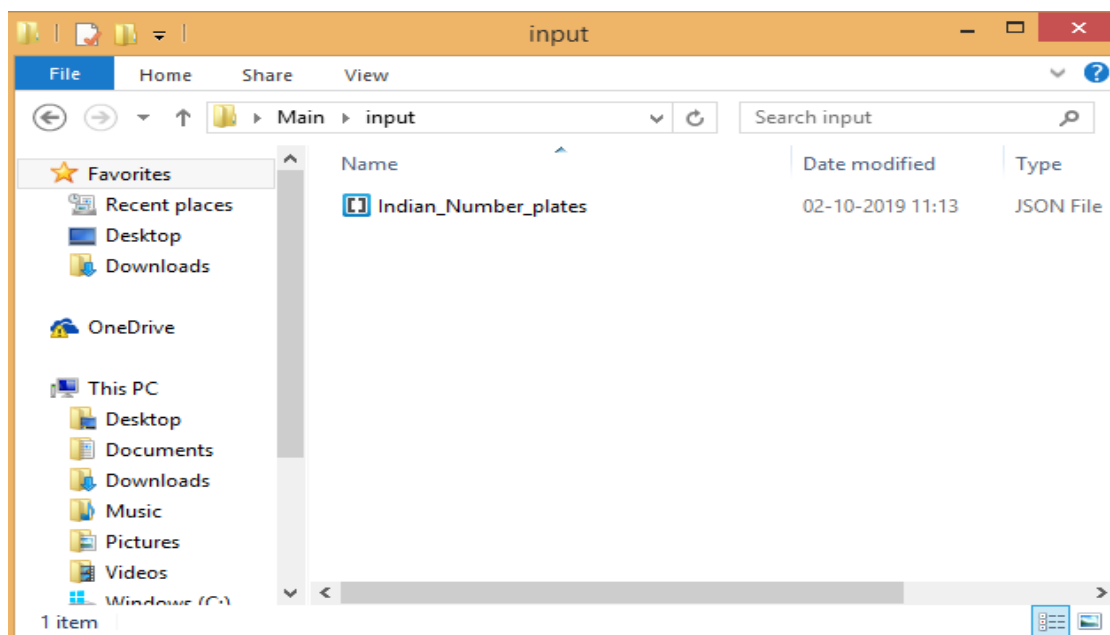 input
File Home Share View
Main input Search input
Name Date modified Type
Favorites
Indian_Number_plates 02-10-2019 11:13 JSON File
Recent places
Desktop
Downloads
OneDrive
This PC
Desktop
Documents
Downloads
Music
Pictures
Videos
Windows (C:)
1 item